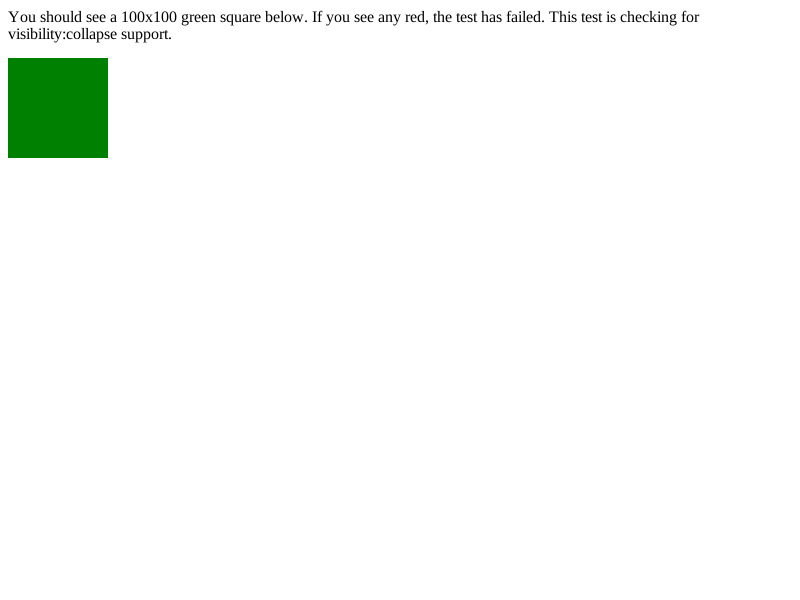 You should see a 100x100 green square below. If you see any red, the test has failed. This test is checking for
visibility:collapse support.